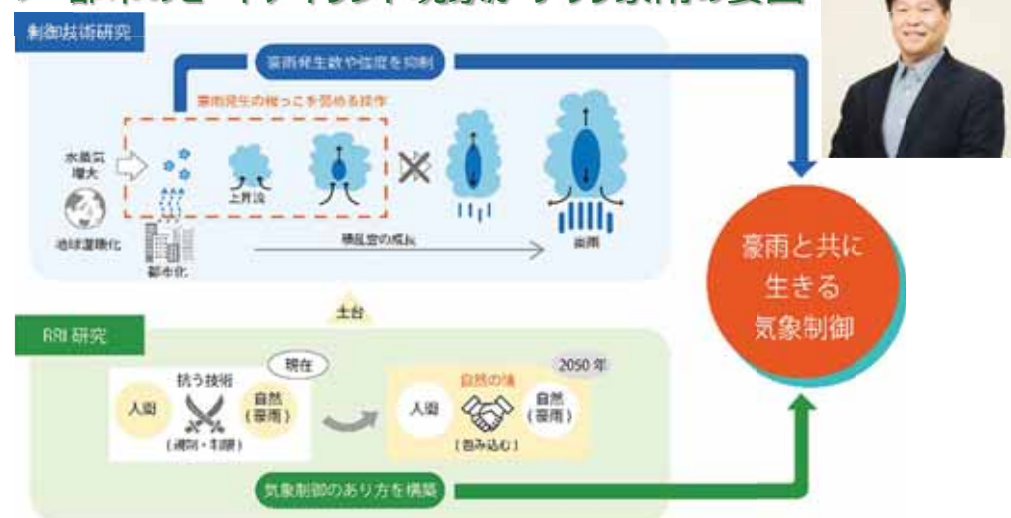 制御技術研究
豪雨発生数や強度を抑制
豪雨発生の種っこを弱める操作
水蒸気
増大
上昇流
地球温暖化
都市化
積乱雲の成長
豪雨
豪雨と共に
生きる
気象制御
土台
RRI 研究
現在
抗う技術
人間
自然
(豪雨)
2050 年
人間
自然
(豪雨)
(包み込む)
気象制御のあり方を構築